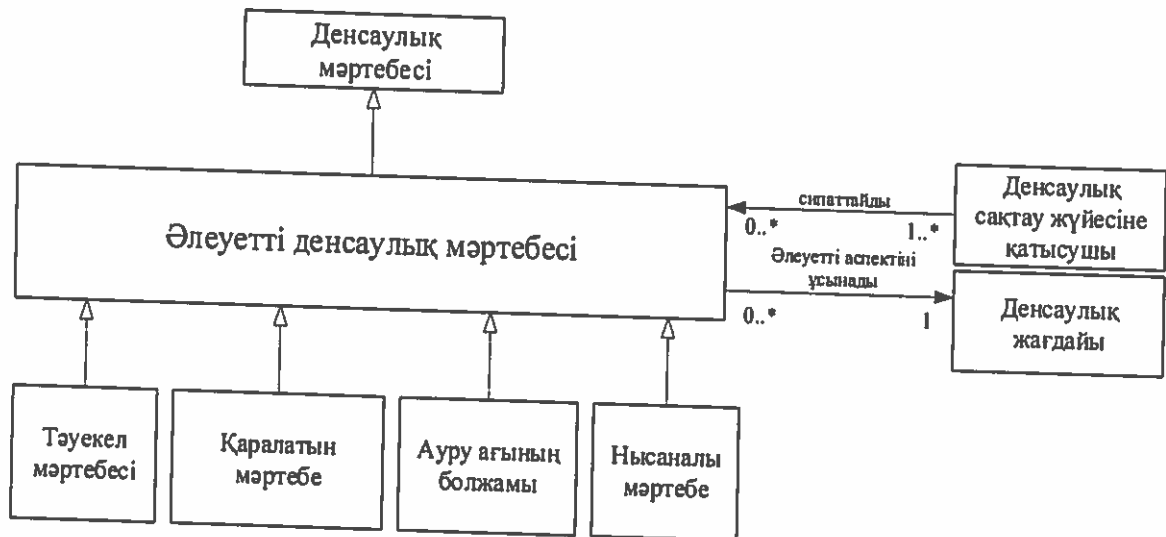 Денсаулық
мәртебесі
Әлеуетті денсаулық мәртебесі
сипаттайды
0..*
1..*
Денсаулық
сақтау жүйесіне
қатысушы
Әлеуетті аспектіні
ұсынады
0..*
1
Денсаулық
жағдайы
Тәуекел
мәртебесі
Қаралатын
мәртебе
Ауру ағының
болжамы
Нысаналы
мәртебе